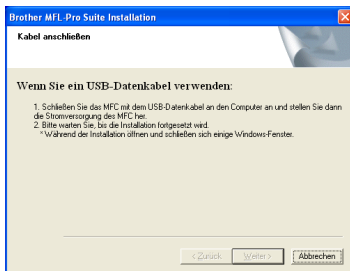 Brother MFL-Pro Suite Installation
Kabel anschließen
Wenn Sie ein USB-Datenkabel verwenden:
1. Schließen Sie das MFC mit dem USB-Datenkabel an den Computer an und stellen Sie dann
die Stromversorgung des MFC her.
2. Bitte warten Sie, bis die Installation fortgesetzt wird.
*Während der Installation öffnen und schließen sich einige Windows-Fenster.
< Zurück Weiter > Abbrechen